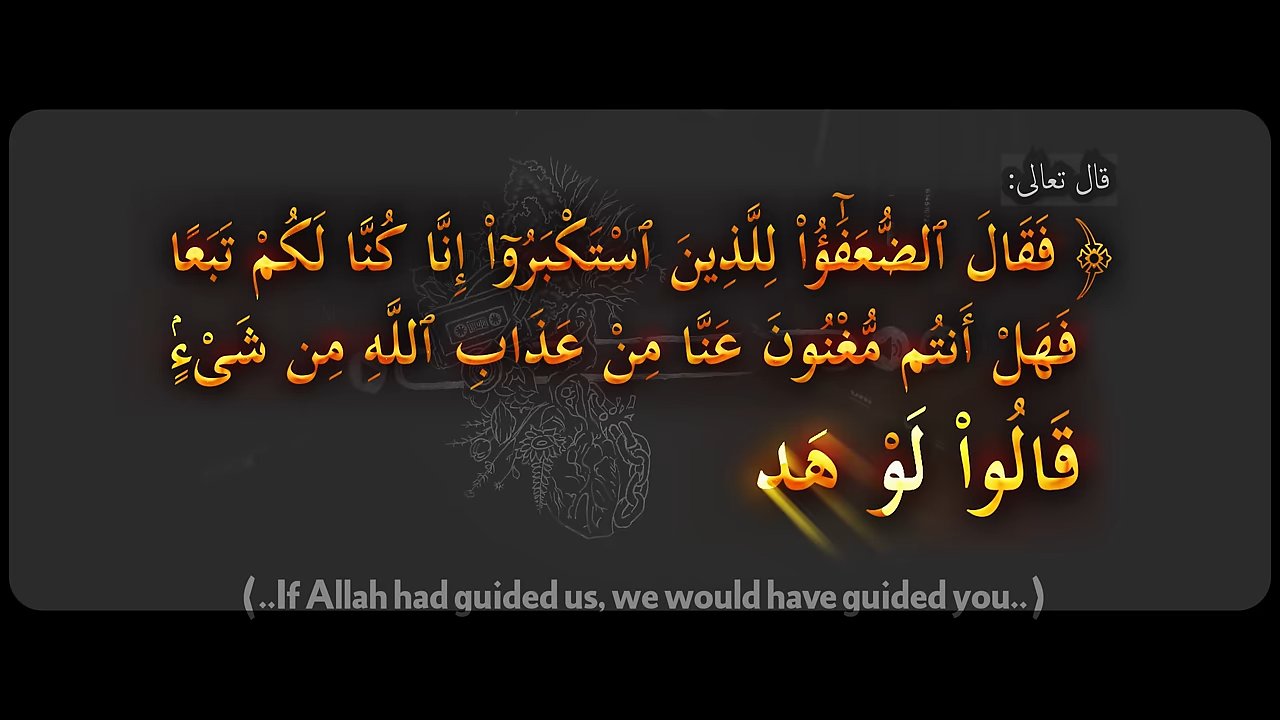 قال تعالى:
﴿ فَقَالَ ٱلضُّعَفَٰٓؤُا۟ لِلَّذِينَ ٱسْتَكْبَرُوٓا۟ إِنَّا كُنَّا لَكُمْ تَبَعًا
فَهَلْ أَنتُم مُّغْنُونَ عَنَّا مِنْ عَذَابِ ٱللَّهِ مِن شَىْءٍ
قَالُوا۟ لَوْ هَد
(..If Allah had guided us, we would have guided you..)